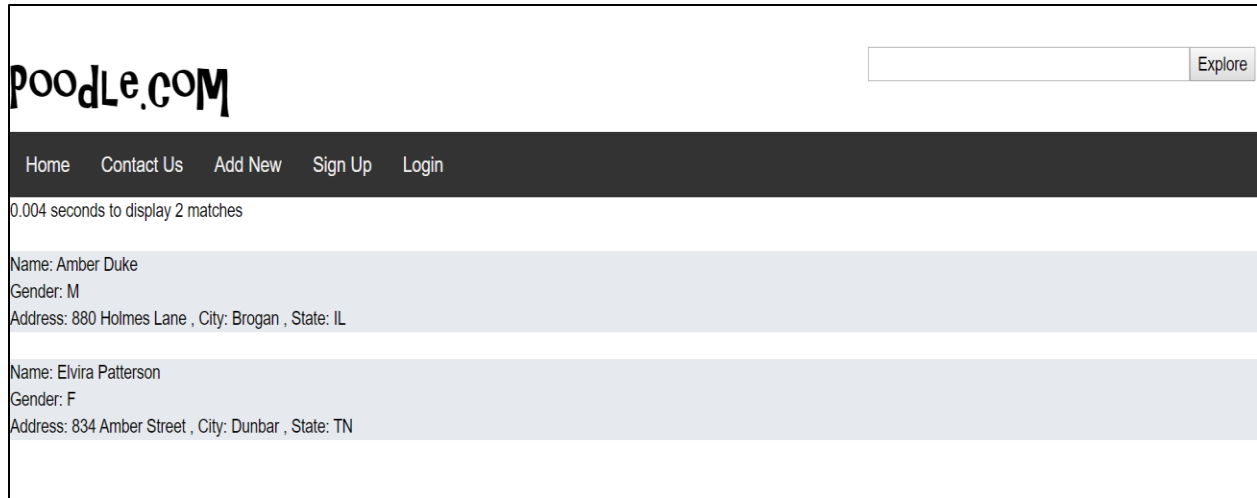 Poodle.com
Explore
Home Contact Us Add New Sign Up Login
0.004 seconds to display 2 matches
Name: Amber Duke
Gender: M
Address: 880 Holmes Lane , City: Brogan , State: IL
Name: Elvira Patterson
Gender: F
Address: 834 Amber Street , City: Dunbar , State: TN